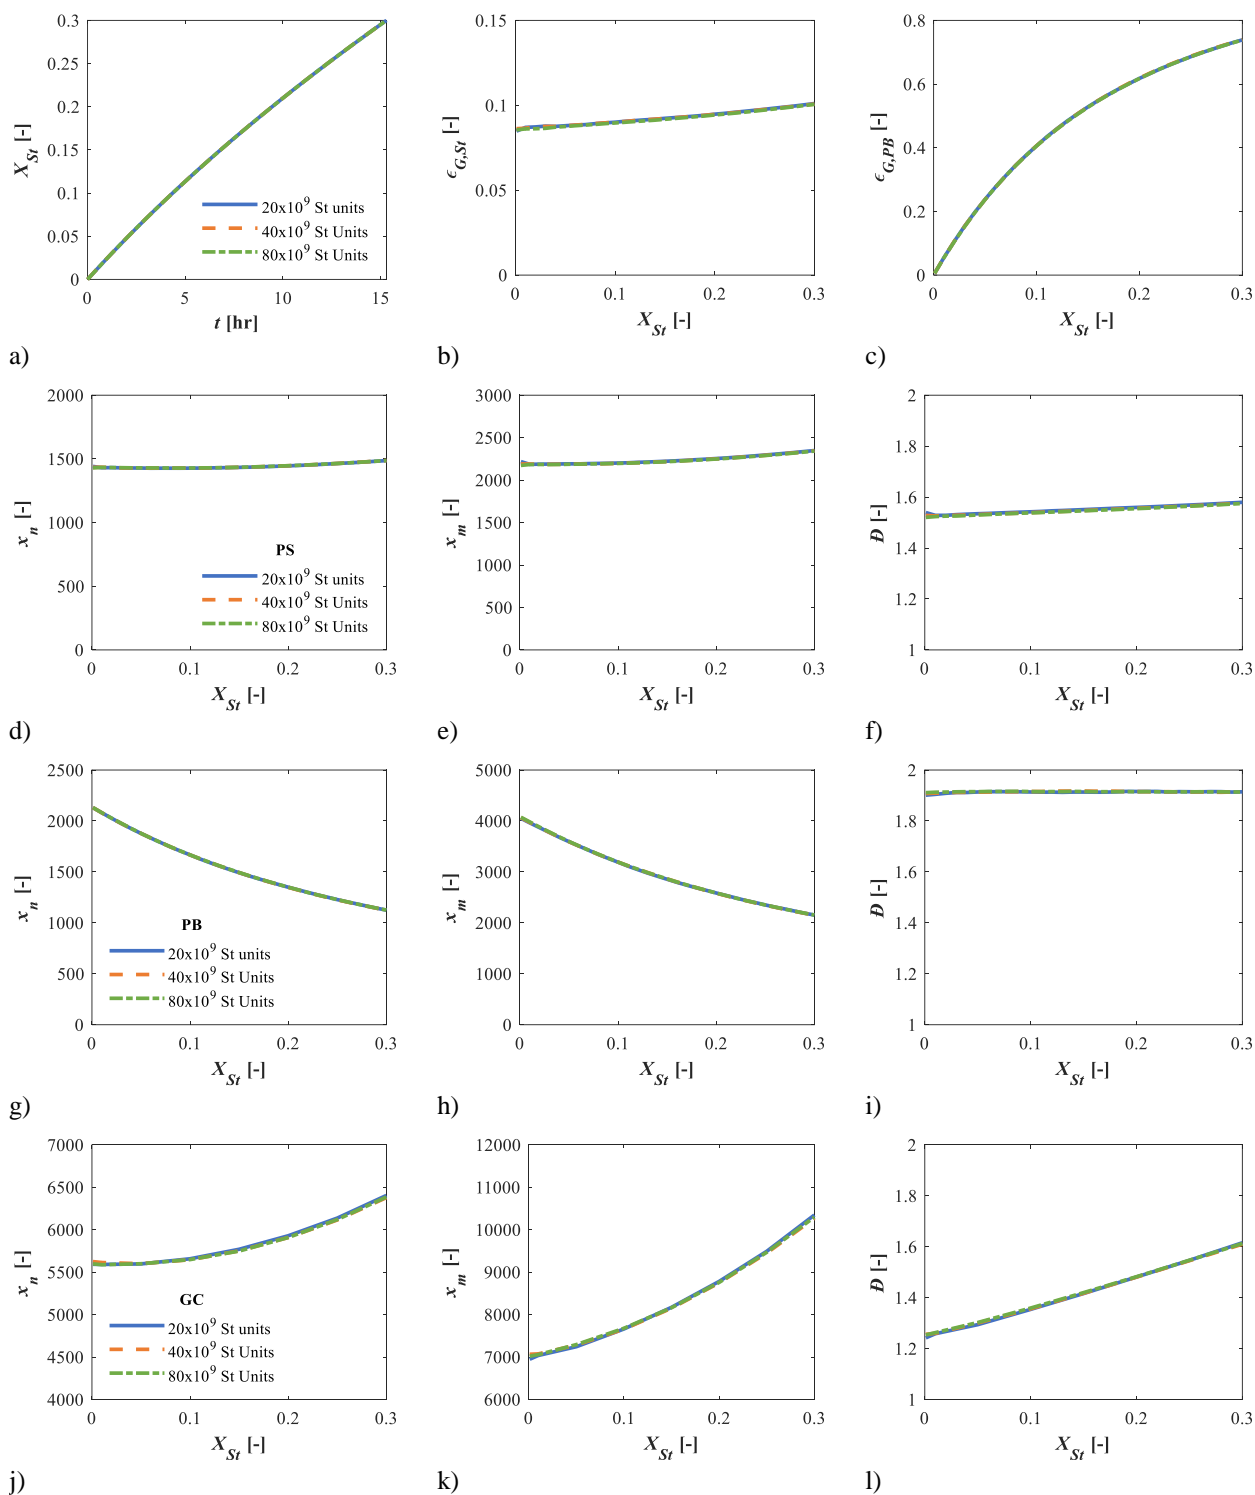 0.3
0.25
0.2
0.15
0.1
0.05
0
X_St [-]
0 5 10 15
t [hr]
20x10^9 St units
40x10^9 St Units
80x10^9 St Units
a)
0.15
0.1
0.05
0
ϵ_G,St [-]
0 0.1 0.2 0.3
X_St [-]
b)
0.8
0.6
0.4
0.2
0
ϵ_G,PB [-]
0 0.1 0.2 0.3
X_St [-]
c)
2000
1500
1000
500
0
x_n [-]
PS
20x10^9 St units
40x10^9 St Units
80x10^9 St Units
0 0.1 0.2 0.3
X_St [-]
d)
3000
2500
2000
1500
1000
500
0
x_m [-]
0 0.1 0.2 0.3
X_St [-]
e)
2
1.8
1.6
1.4
1.2
1
Đ [-]
0 0.1 0.2 0.3
X_St [-]
f)
2500
2000
1500
1000
500
0
x_n [-]
PB
20x10^9 St units
40x10^9 St Units
80x10^9 St Units
0 0.1 0.2 0.3
X_St [-]
g)
5000
4000
3000
2000
1000
0
x_m [-]
0 0.1 0.2 0.3
X_St [-]
h)
2
1.8
1.6
1.4
1.2
1
Đ [-]
0 0.1 0.2 0.3
X_St [-]
i)
7000
6500
6000
5500
5000
4500
4000
x_n [-]
GC
20x10^9 St units
40x10^9 St Units
80x10^9 St Units
0 0.1 0.2 0.3
X_St [-]
j)
12000
11000
10000
9000
8000
7000
6000
x_m [-]
0 0.1 0.2 0.3
X_St [-]
k)
2
1.8
1.6
1.4
1.2
1
Đ [-]
0 0.1 0.2 0.3
X_St [-]
l)